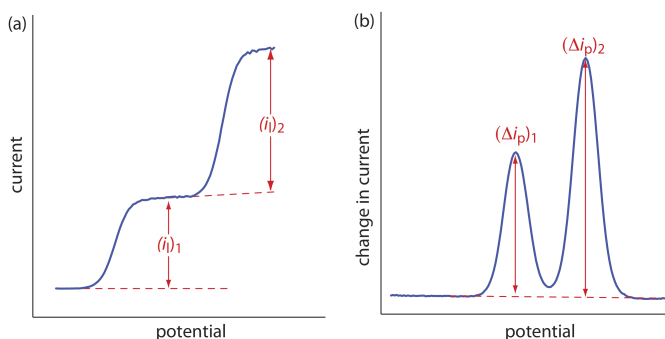 (a)
current
(iₗ)₁
(iₗ)₂
potential
(b)
change in current
(Δiₚ)₁
(Δiₚ)₂
potential